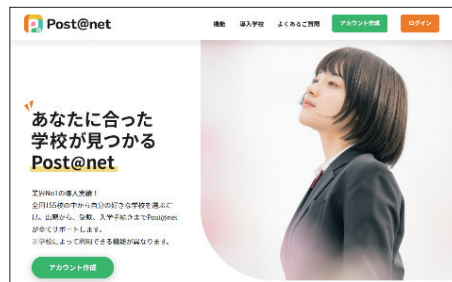 Post@net
機能 導入学校 よくあるご質問 アカウント作成 ログイン
あなたに合った
学校が見つかる
Post@net
業界No1の導入実績！
全国155校の中から自分の好きな学校を選ぶだ
け。出願から、受験、入学手続きまでPost@net
が全てサポートします。
※学校によって利用できる機能が異なります。
アカウント作成